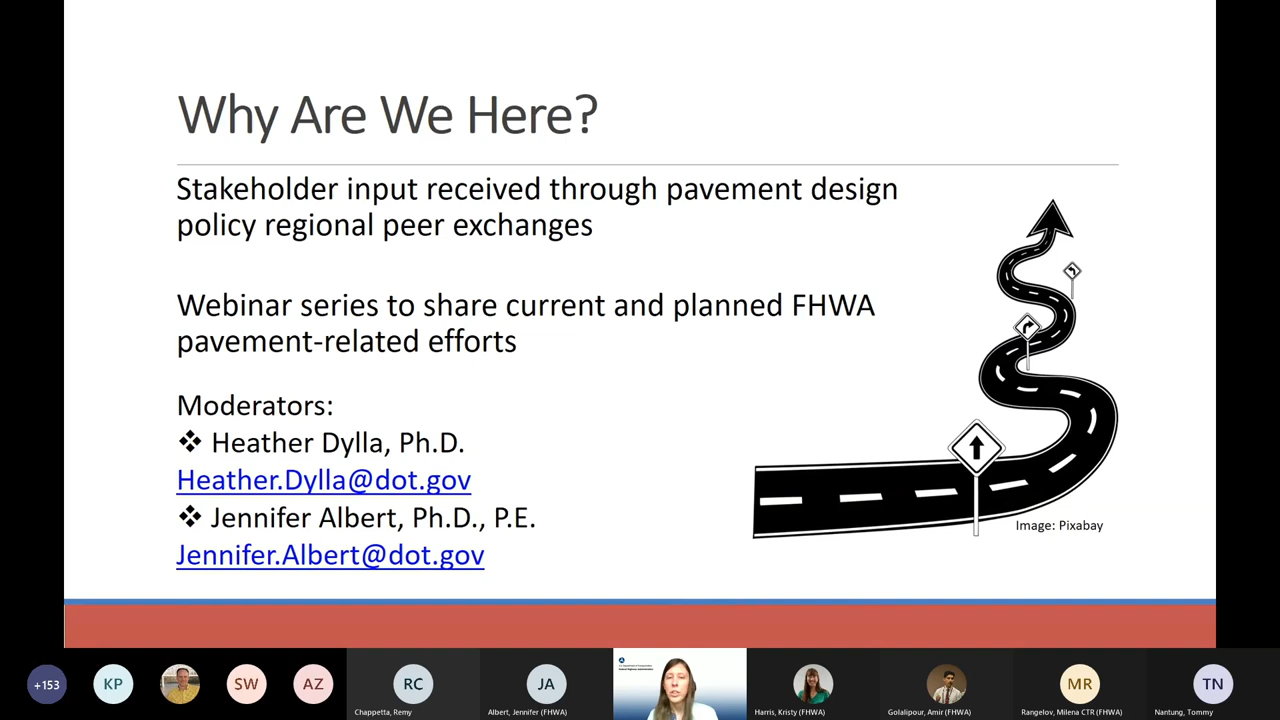 Why Are We Here?
Stakeholder input received through pavement design
policy regional peer exchanges
Webinar series to share current and planned FHWA
pavement-related efforts
Moderators:
❖ Heather Dylla, Ph.D.
Heather.Dylla@dot.gov
❖ Jennifer Albert, Ph.D., P.E.
Jennifer.Albert@dot.gov
Image: Pixabay
+153
KP
SW
AZ
RC
Chappetta, Remy
JA
Albert, Jennifer (FHWA)
Harris, Kristy (FHWA)
Golalipour, Amir (FHWA)
MR
Rangelov, Milena CTR (FHWA)
TN
Nantung, Tommy